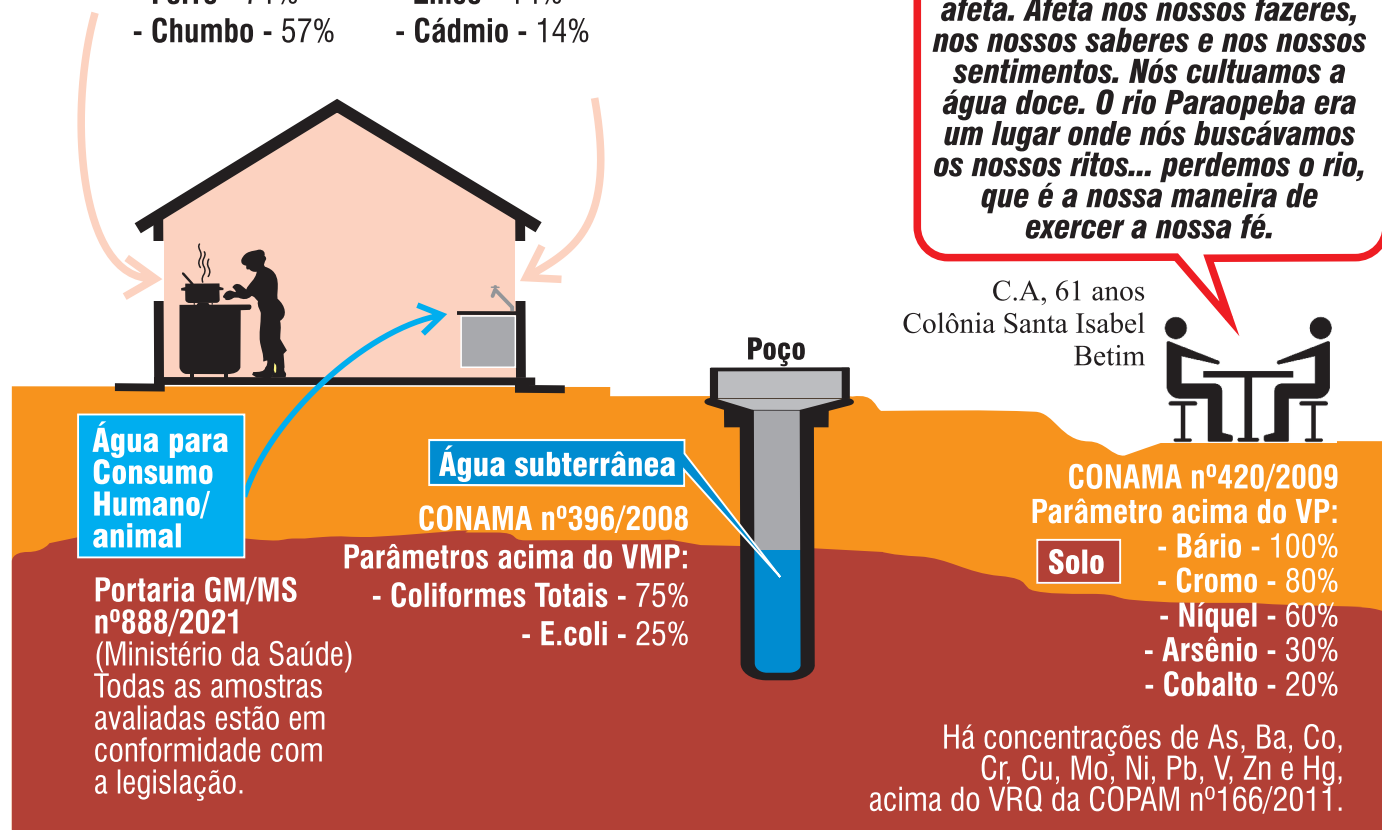 - Chumbo - 57%
- Cádmio - 14%
afeta. Afeta nos nossos fazeres,
nos nossos saberes e nos nossos
sentimentos. Nós cultuamos a
água doce. O rio Paraopeba era
um lugar onde nós buscávamos
os nossos ritos... perdemos o rio,
que é a nossa maneira de
exercer a nossa fé.
C.A, 61 anos
Colônia Santa Isabel
Betim
Poço
Água para
Consumo
Humano/
animal
Portaria GM/MS
nº888/2021
(Ministério da Saúde)
Todas as amostras
avaliadas estão em
conformidade com
a legislação.
Água subterrânea
CONAMA nº396/2008
Parâmetros acima do VMP:
- Coliformes Totais - 75%
- E.coli - 25%
CONAMA nº420/2009
Parâmetro acima do VP:
Solo
- Bário - 100%
- Cromo - 80%
- Níquel - 60%
- Arsênio - 30%
- Cobalto - 20%
Há concentrações de As, Ba, Co,
Cr, Cu, Mo, Ni, Pb, V, Zn e Hg,
acima do VRQ da COPAM nº166/2011.